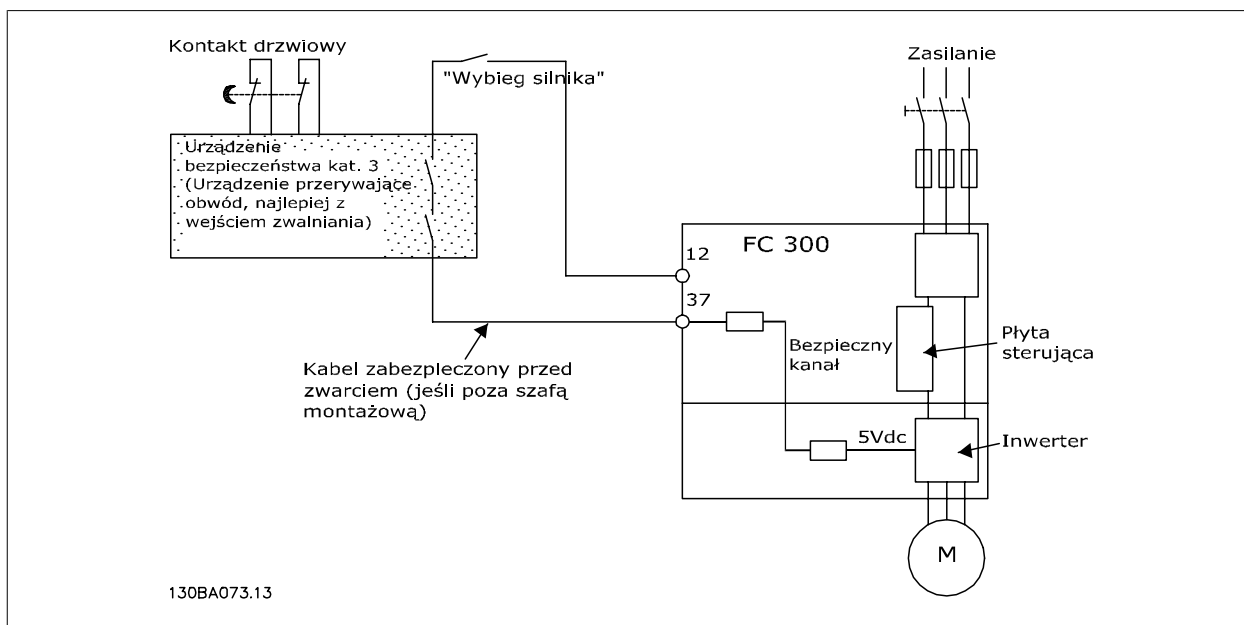 Kontakt drzwiowy
"Wybieg silnika"
Zasilanie
Urządzenie
bezpieczeństwa kat. 3
(Urządzenie przerywające
obwód, najlepiej z
wejściem zwalniania)
FC 300
12
37
Bezpieczny
kanał
Płyta
sterująca
Kabel zabezpieczony przed
zwarciem (jeśli poza szafą
montażową)
5Vdc
Inwerter
M
130BA073.13